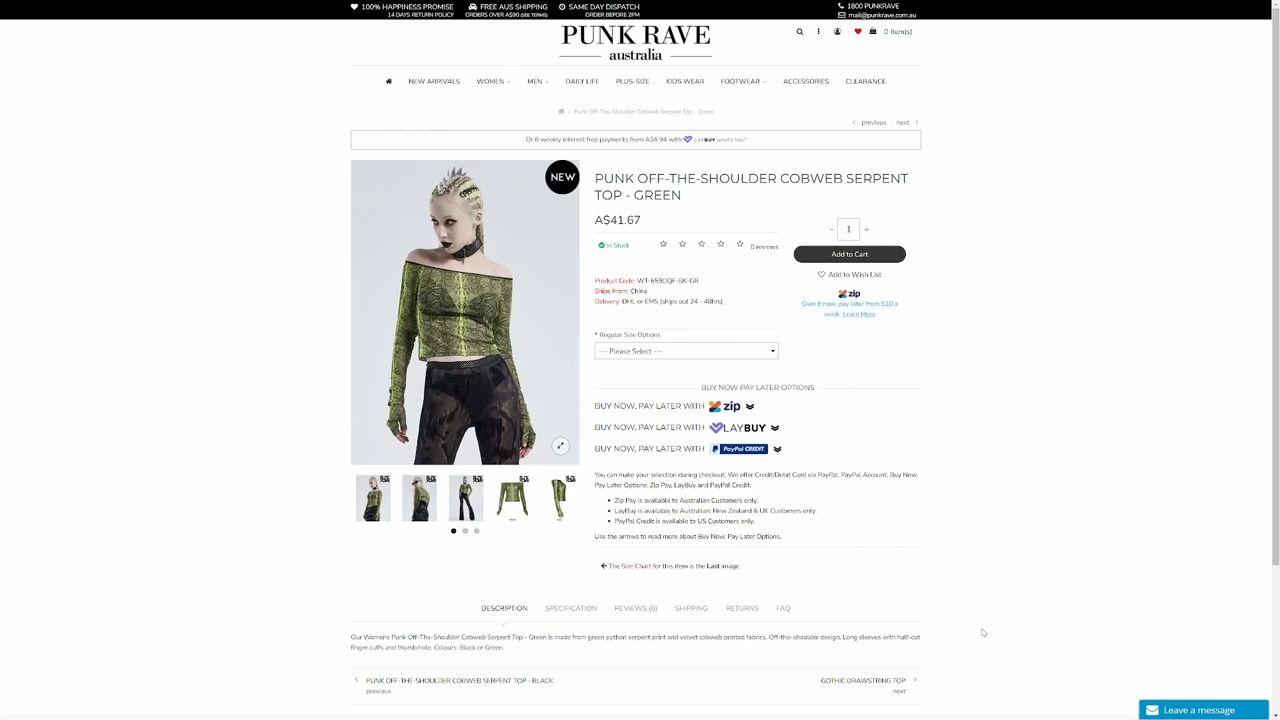 100% HAPPINESS PROMISE
14 DAYS RETURN POLICY
FREE AUS SHIPPING
ORDERS OVER A$90 (SEE TERMS)
SAME DAY DISPATCH
ORDER BEFORE 2PM
1800 PUNKRAVE
mail@punkrave.com.au
PUNK RAVE
australia
0 Item[s]
NEW ARRIVALS WOMEN MEN DAILY LIFE PLUS-SIZE KIDS WEAR FOOTWEAR ACCESSORIES CLEARANCE
/ Punk Off-The-Shoulder Cobweb Serpent Top - Green
previous next
Or 6 weekly interest free payments from A$6.94 with LAYBUY what's this?
NEW
PUNK OFF-THE-SHOULDER COBWEB SERPENT
TOP - GREEN
A$41.67
In Stock
0 reviews
- 1 +
Add to Cart
Add to Wish List
zip
Own it now, pay later from $10 a
week. Learn More
Product Code: WT-659DQF-BK-GR
Ships From: China
Delivery: DHL or EMS [ships out 24 - 48hrs]
* Regular Size Options
--- Please Select ---
BUY NOW PAY LATER OPTIONS
BUY NOW, PAY LATER WITH zip
BUY NOW, PAY LATER WITH LAYBUY
BUY NOW, PAY LATER WITH PayPal CREDIT
You can make your selection during checkout. We offer Credit/Debit Card via PayPal, PayPal Account, Buy Now,
Pay Later Options: Zip Pay, LayBuy and PayPal Credit.
• Zip Pay is available to Australian Customers only.
• LayBuy is available to Australian, New Zealand & UK Customers only.
• PayPal Credit is available to US Customers only.
Use the arrows to read more about Buy Now, Pay Later Options.
The Size Chart for this item is the Last image.
DESCRIPTION SPECIFICATION REVIEWS (0) SHIPPING RETURNS FAQ
Our Womens Punk Off-The-Shoulder Cobweb Serpent Top - Green is made from green python serpent print and velvet cobweb printed fabrics. Off-the-shoulder design. Long sleeves with half-cut
finger cuffs and thumb hole. Colours: Black or Green.
PUNK OFF-THE-SHOULDER COBWEB SERPENT TOP - BLACK
previous
GOTHIC DRAWSTRING TOP
next
Leave a message